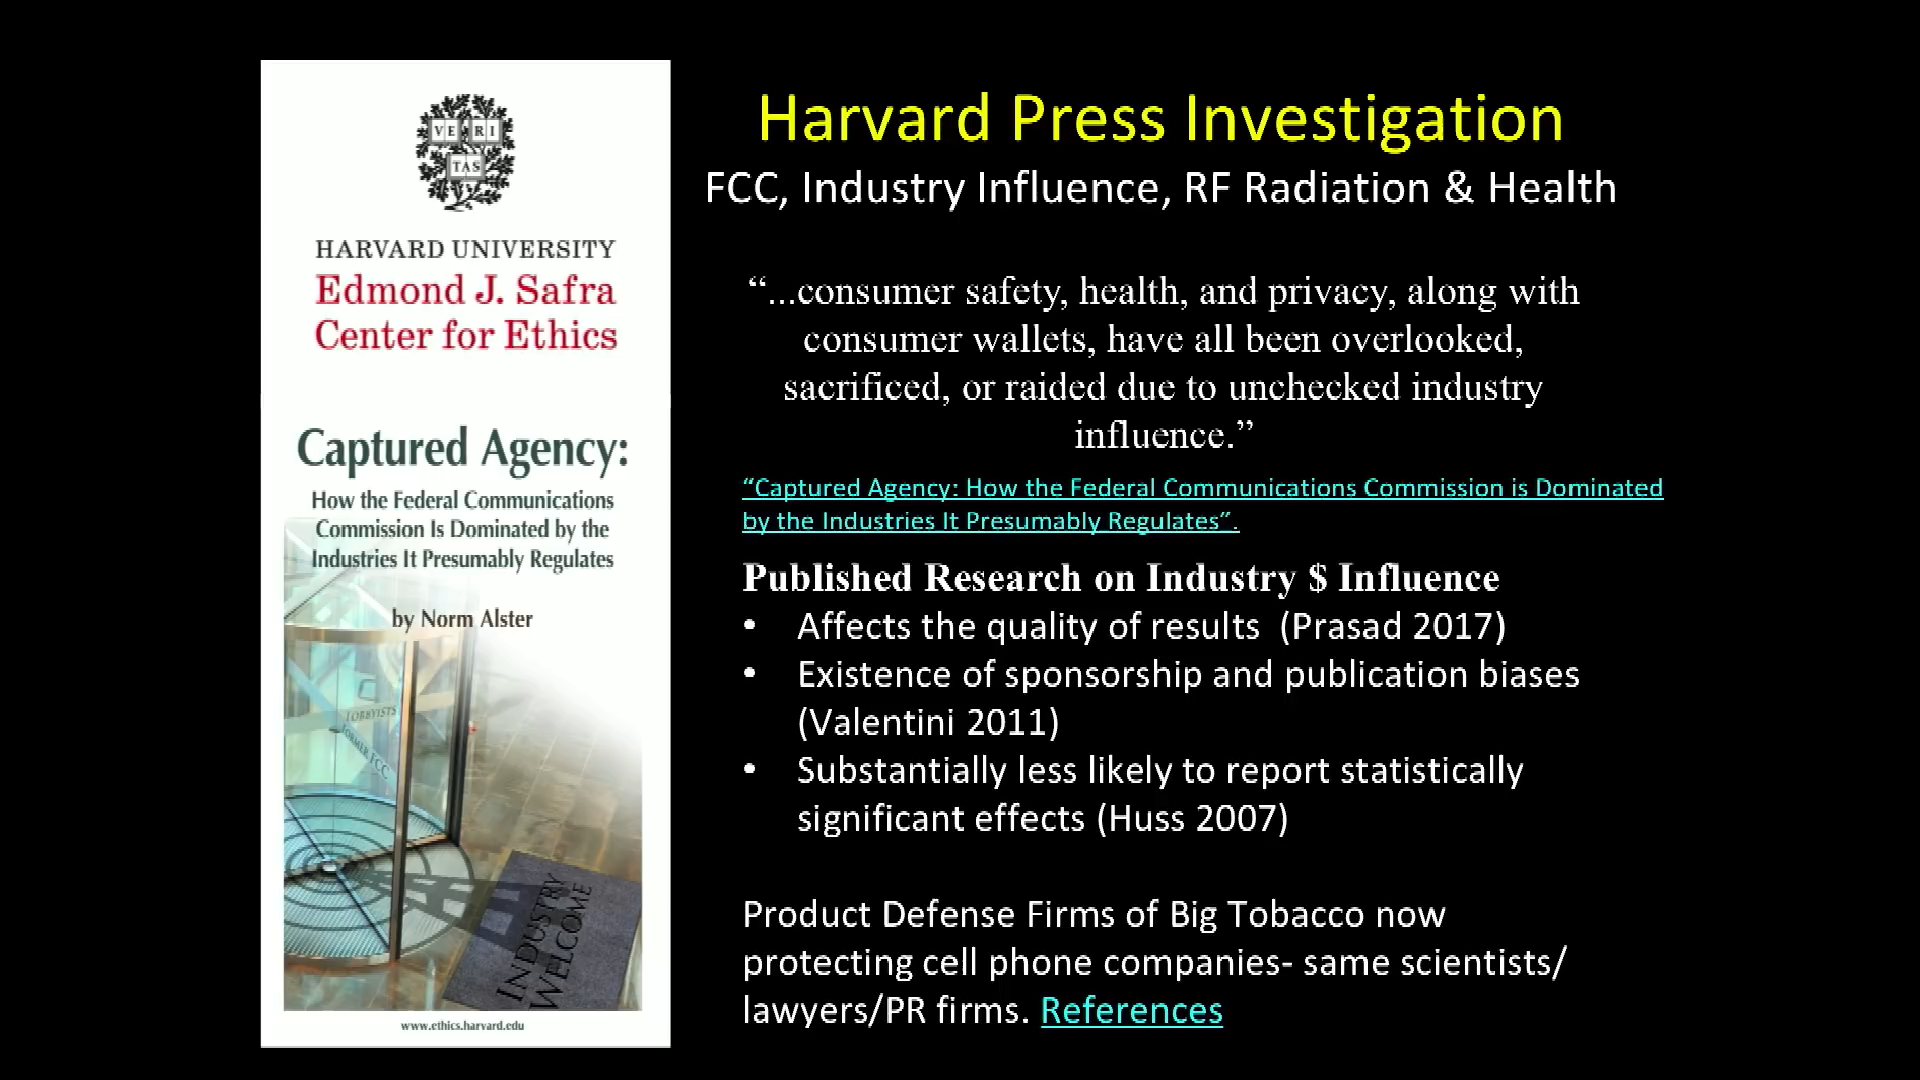 VE RI
TAS
HARVARD UNIVERSITY
Edmond J. Safra
Center for Ethics
Captured Agency:
How the Federal Communications
Commission Is Dominated by the
Industries It Presumably Regulates
by Norm Alster
LOBBYISTS
FORMER FCC
INDUSTRY
WELCOME
www.ethics.harvard.edu
Harvard Press Investigation
FCC, Industry Influence, RF Radiation & Health
“...consumer safety, health, and privacy, along with
consumer wallets, have all been overlooked,
sacrificed, or raided due to unchecked industry
influence.”
“Captured Agency: How the Federal Communications Commission is Dominated
by the Industries It Presumably Regulates”.
Published Research on Industry $ Influence
• Affects the quality of results (Prasad 2017)
• Existence of sponsorship and publication biases
(Valentini 2011)
• Substantially less likely to report statistically
significant effects (Huss 2007)
Product Defense Firms of Big Tobacco now
protecting cell phone companies- same scientists/
lawyers/PR firms. References